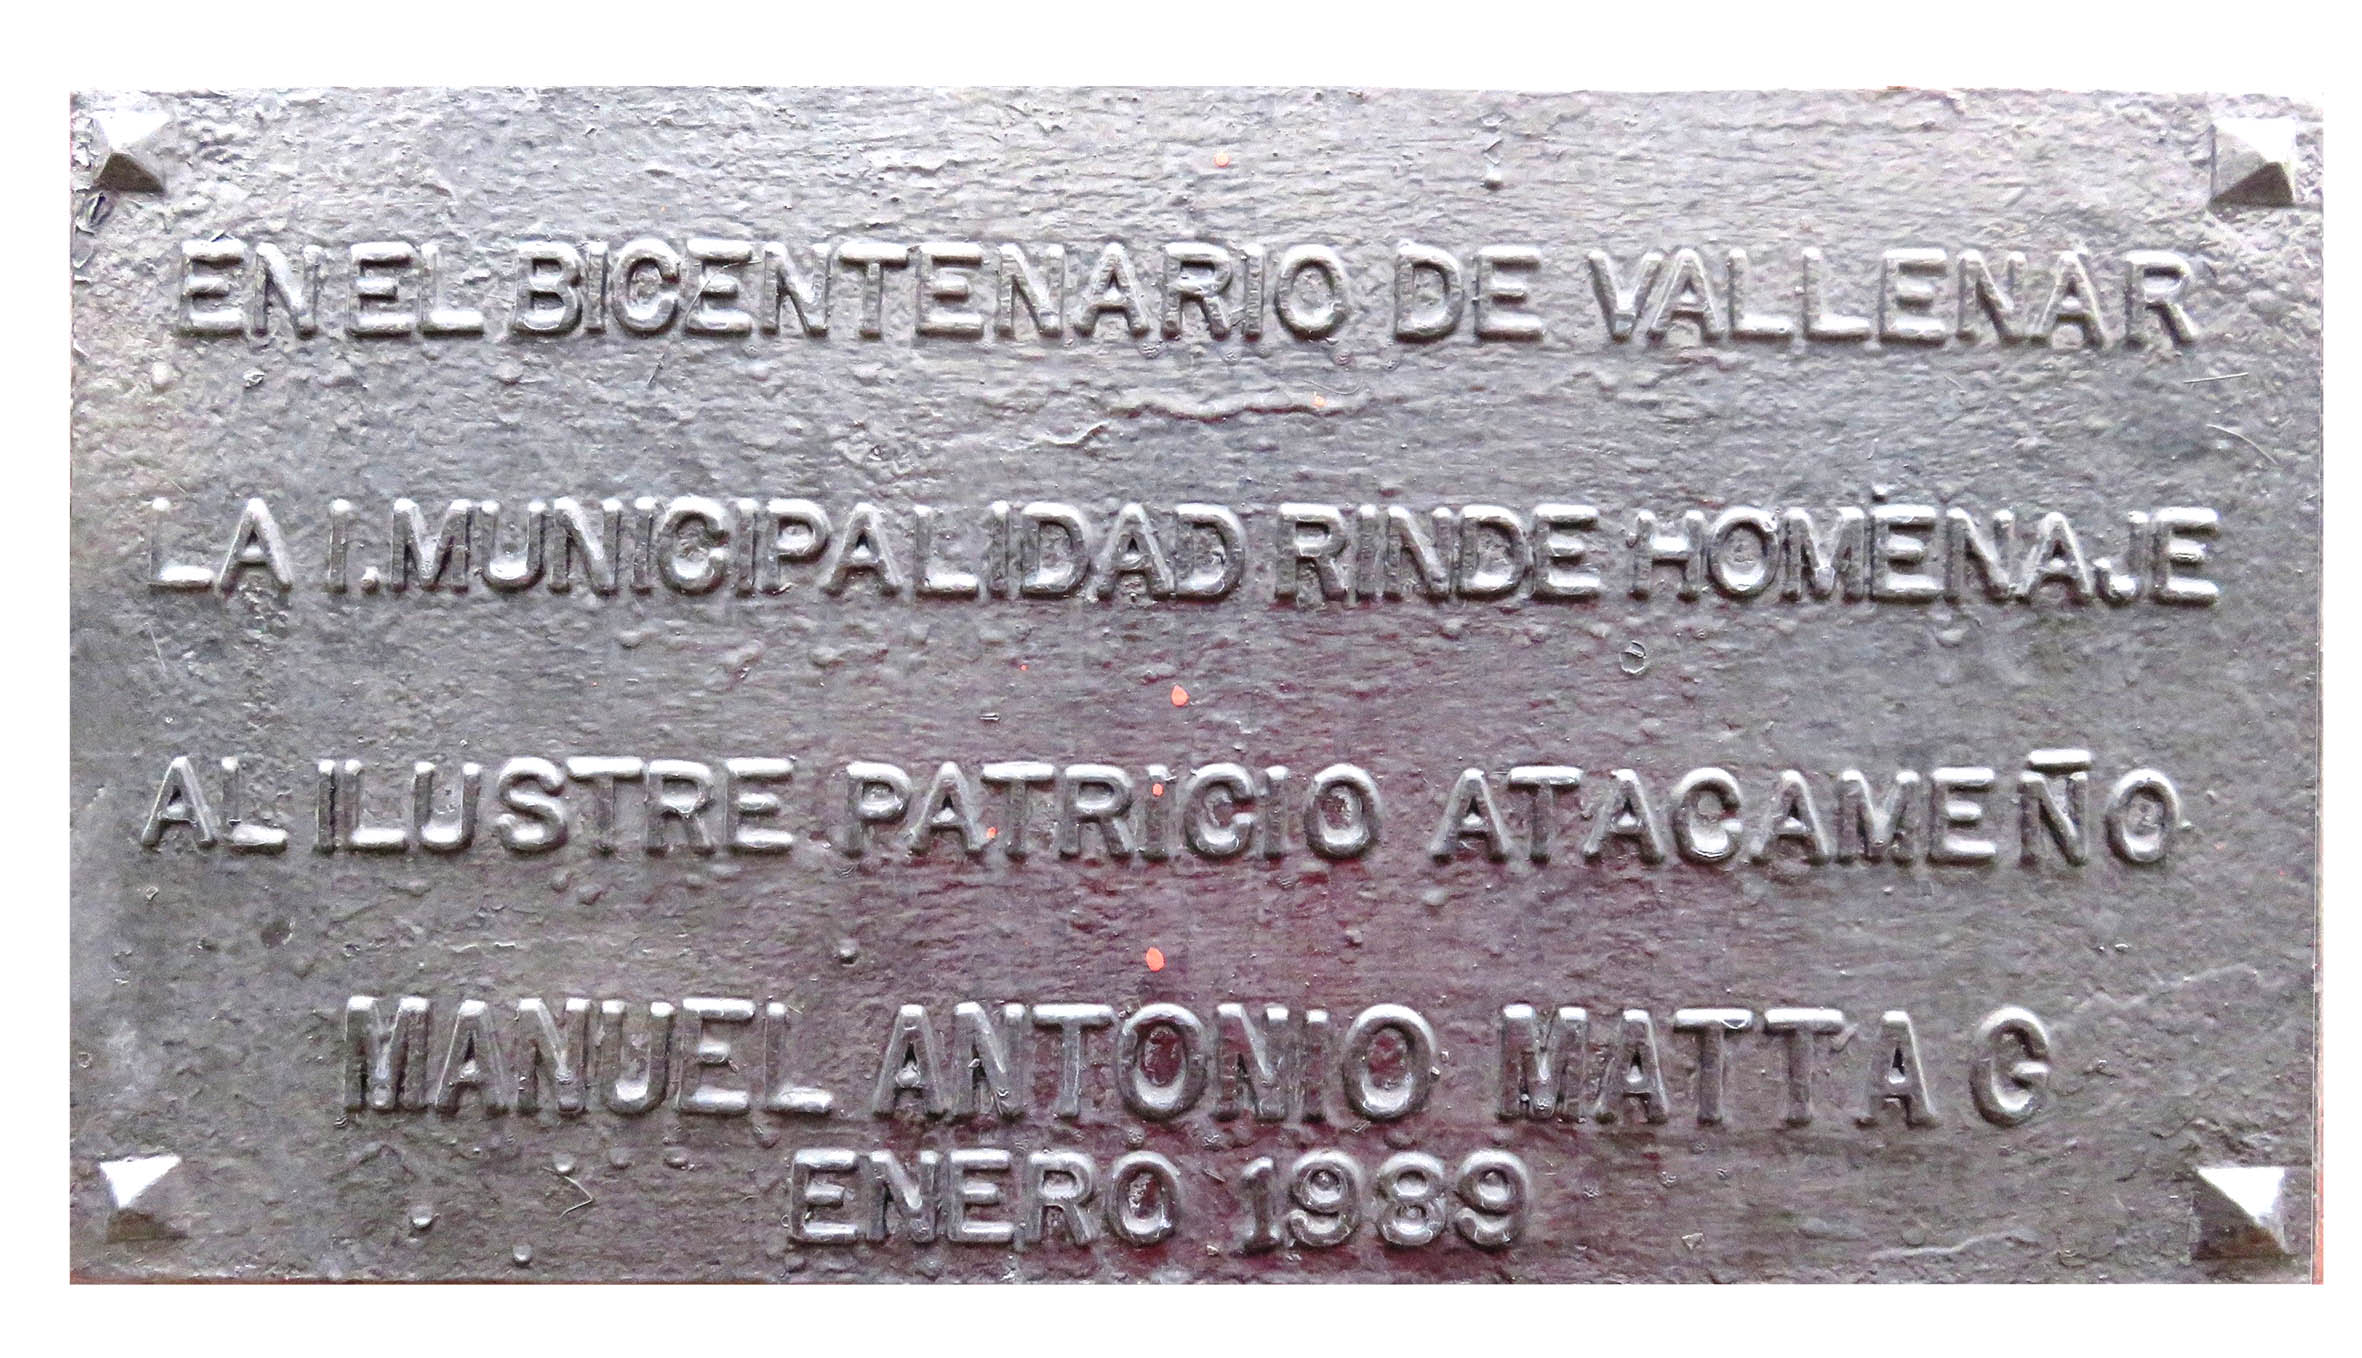 EN EL BICENTENARIO DE VALLENAR
LA I. MUNICIPALIDAD RINDE HOMENAJE
AL ILUSTRE PATRICIO ATACAMEÑO
MANUEL ANTONIO MATTA G
ENERO 1989